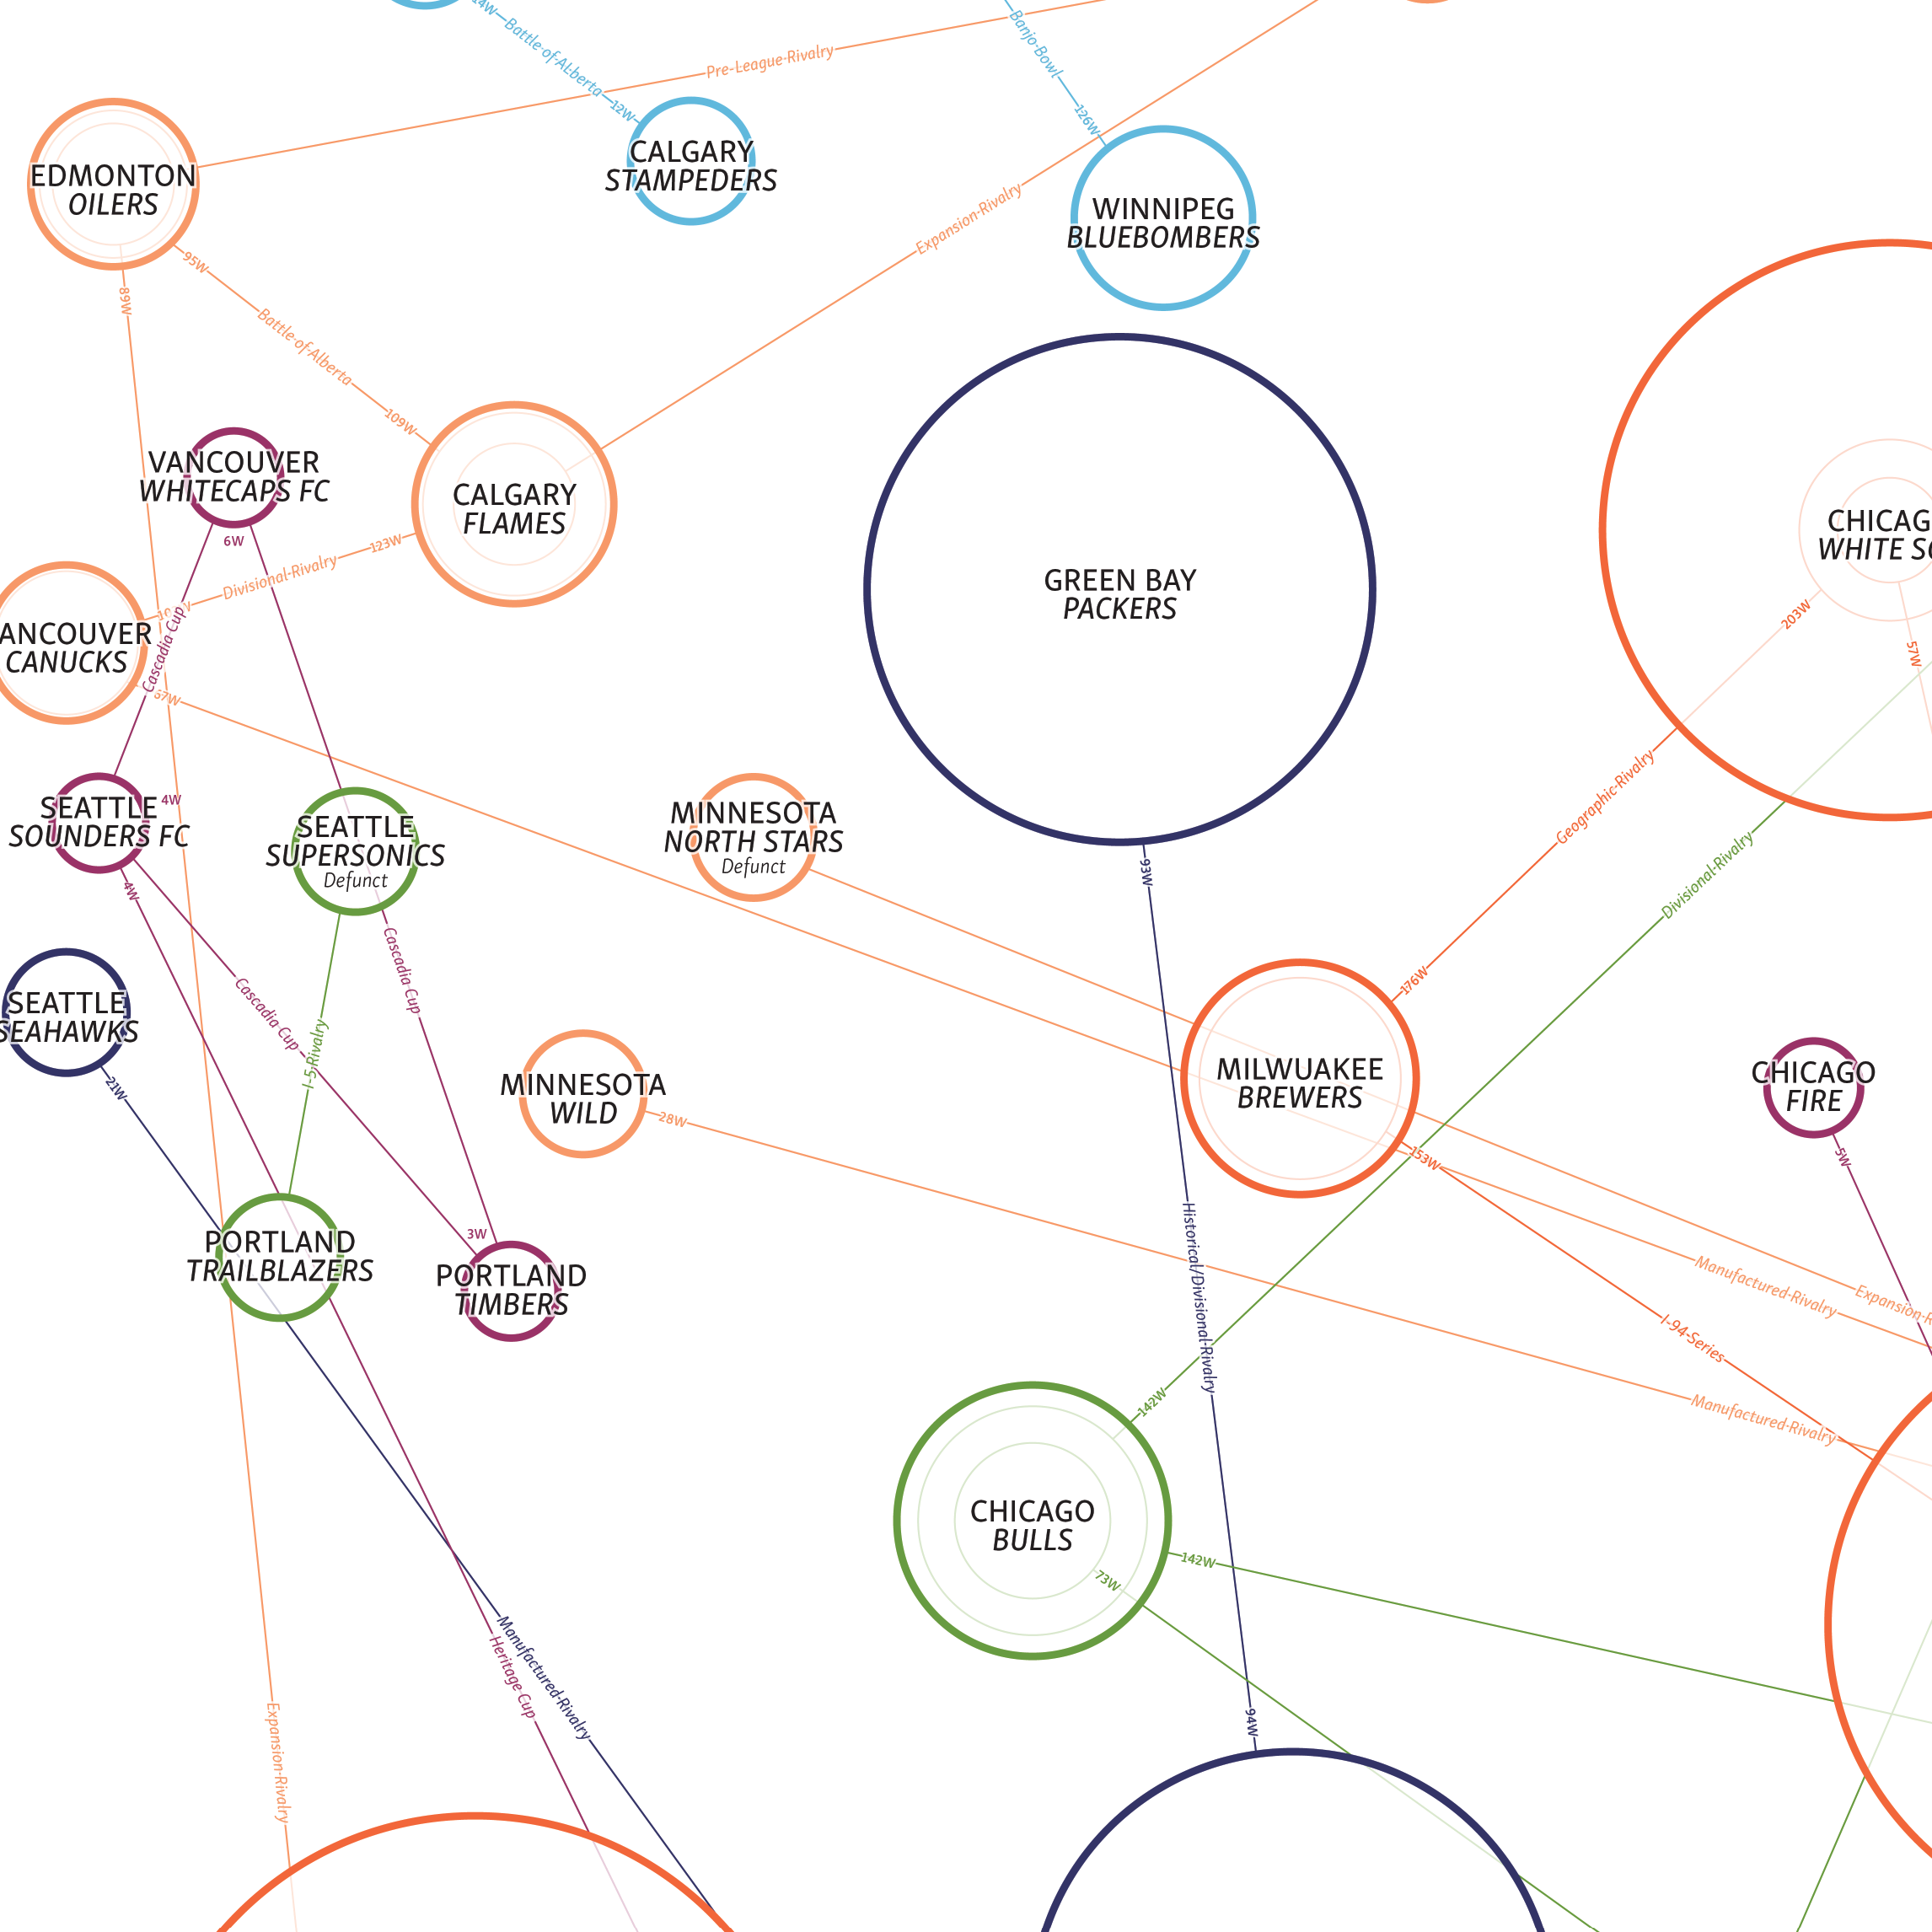 14W
Battle-of-Alberta
12W
Banjo-Bowl
126W
Pre-League-Rivalry
EDMONTON
OILERS
CALGARY
STAMPEDERS
WINNIPEG
BLUEBOMBERS
Expansion-Rivalry
95W
89W
Battle-of-Alberta
109W
VANCOUVER
WHITECAPS FC
6W
CALGARY
FLAMES
123W
Divisional-Rivalry
GREEN BAY
PACKERS
CHICAG
WHITE SO
203W
57W
Cascadia Cup
ANCOUVER
CANUCKS
67W
Geographic-Rivalry
SEATTLE
SOUNDERS FC
4W
4W
SEATTLE
SUPERSONICS
Defunct
MINNESOTA
NORTH STARS
Defunct
93W
Divisional-Rivalry
Cascadia Cup
Cascadia Cup
SEATTLE
SEAHAWKS
21W
I-5-Rivalry
176W
MINNESOTA
WILD
28W
MILWUAKEE
BREWERS
153W
CHICAGO
FIRE
5W
PORTLAND
TRAILBLAZERS
3W
PORTLAND
TIMBERS
Historical/Divisional-Rivalry
Manufactured-Rivalry
Expansion-R
I-94-Series
Manufactured-Rivalry
142W
CHICAGO
BULLS
142W
73W
Manufactured-Rivalry
Heritage-Cup
Expansion-Rivalry
94W